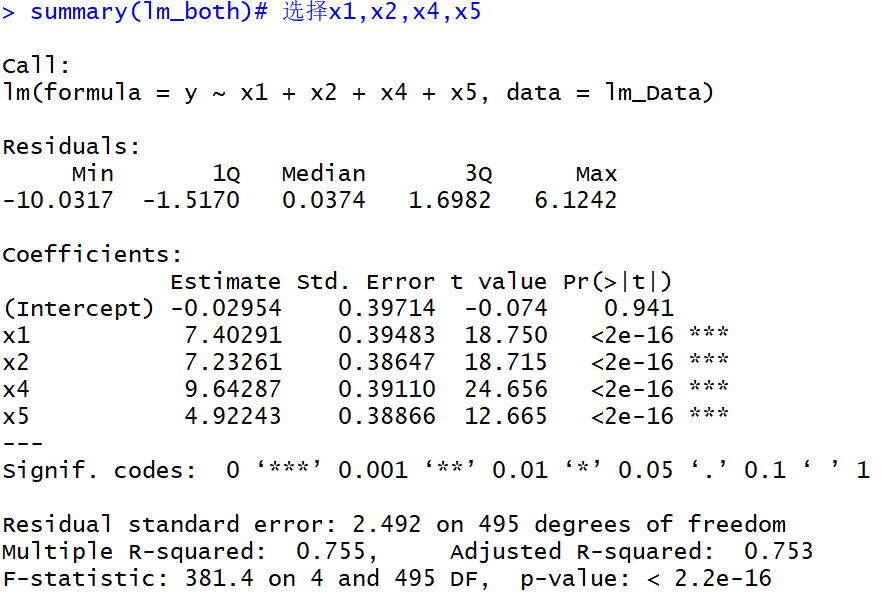 > summary(lm_both)# 选择x1,x2,x4,x5
Call:
lm(formula = y ~ x1 + x2 + x4 + x5, data = lm_Data)
Residuals:
     Min       1Q   Median       3Q      Max
-10.0317  -1.5170   0.0374   1.6982   6.1242
Coefficients:
            Estimate Std. Error t value Pr(>|t|)
(Intercept) -0.02954    0.39714  -0.074    0.941
x1           7.40291    0.39483  18.750   <2e-16 ***
x2           7.23261    0.38647  18.715   <2e-16 ***
x4           9.64287    0.39110  24.656   <2e-16 ***
x5           4.92243    0.38866  12.665   <2e-16 ***
---
Signif. codes:  0 ‘***’ 0.001 ‘**’ 0.01 ‘*’ 0.05 ‘.’ 0.1 ‘ ’ 1
Residual standard error: 2.492 on 495 degrees of freedom
Multiple R-squared:  0.755,     Adjusted R-squared:  0.753
F-statistic: 381.4 on 4 and 495 DF,  p-value: < 2.2e-16